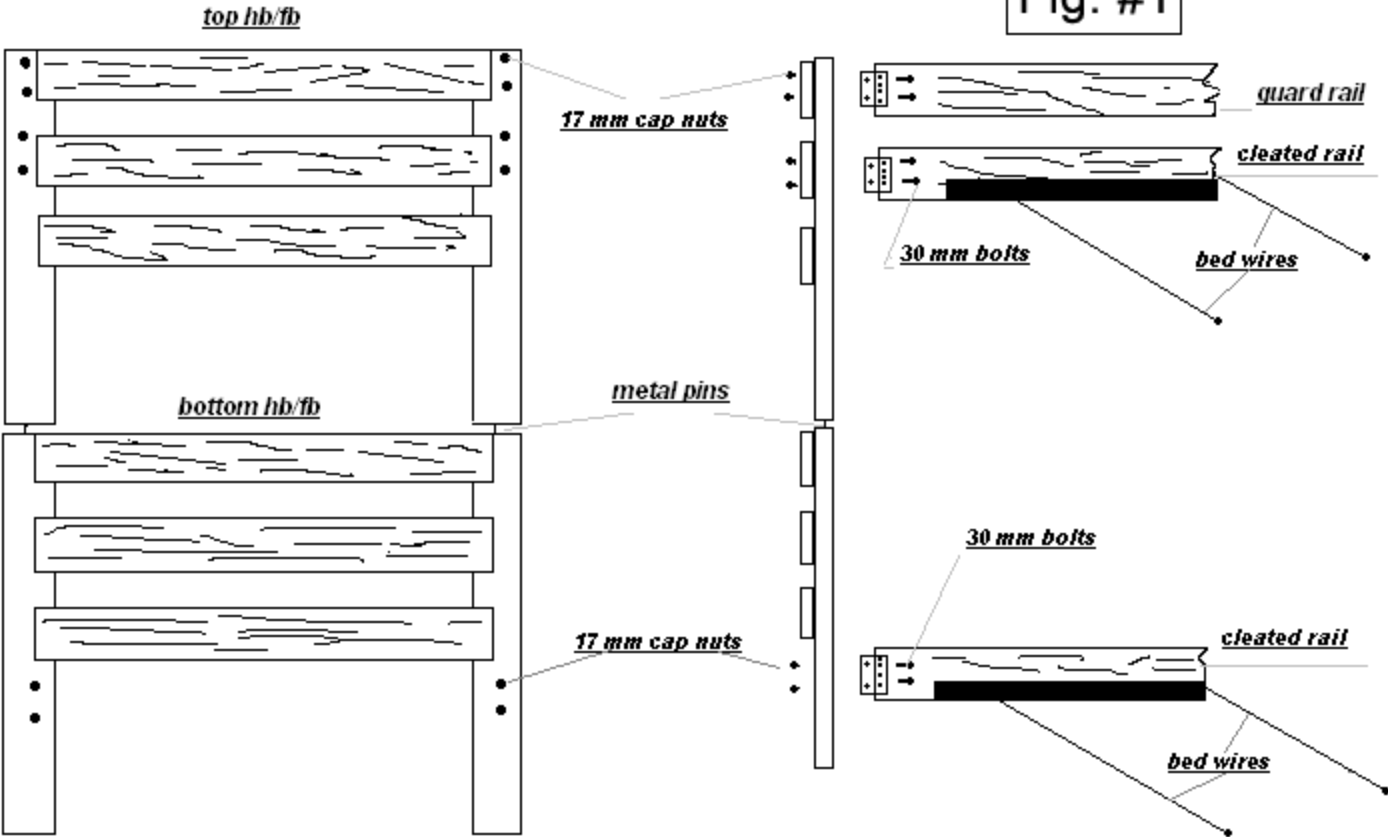 top hb/fb
Fig. #1
17 mm cap nuts
guard rail
cleated rail
30 mm bolts
bed wires
bottom hb/fb
metal pins
30 mm bolts
17 mm cap nuts
cleated rail
bed wires